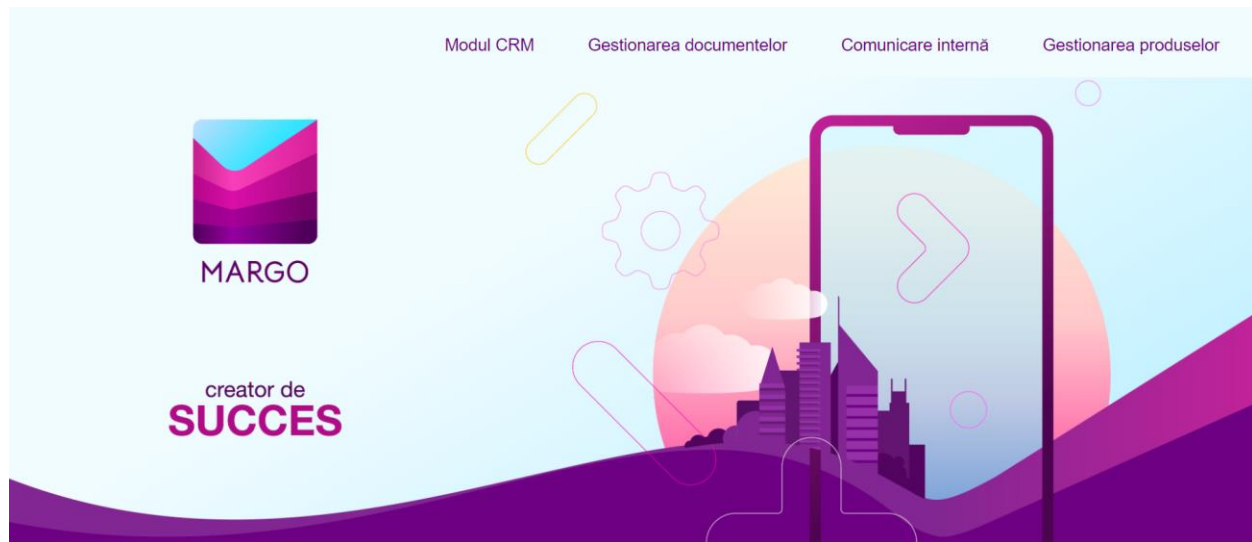 Modul CRM Gestionarea documentelor Comunicare internă Gestionarea produselor
MARGO
creator de
SUCCES